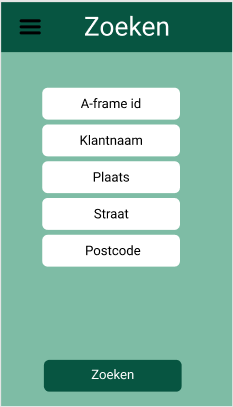 Zoeken
A-frame id
Klantnaam
Plaats
Straat
Postcode
Zoeken